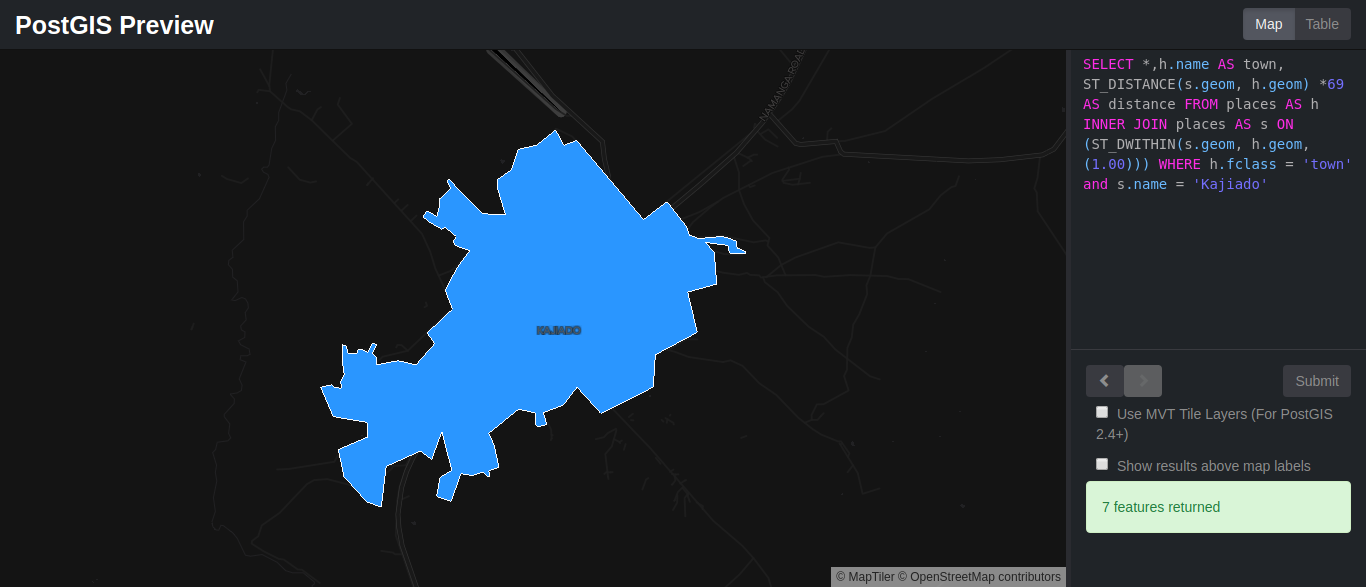 PostGIS Preview
Map Table
NAMANGA ROAD
KAJIADO
© MapTiler © OpenStreetMap contributors
SELECT *,h.name AS town,
ST_DISTANCE(s.geom, h.geom) *69
AS distance FROM places AS h
INNER JOIN places AS s ON
(ST_DWITHIN(s.geom, h.geom,
(1.00))) WHERE h.fclass = 'town'
and s.name = 'Kajiado'
Submit
Use MVT Tile Layers (For PostGIS
2.4+)
Show results above map labels
7 features returned